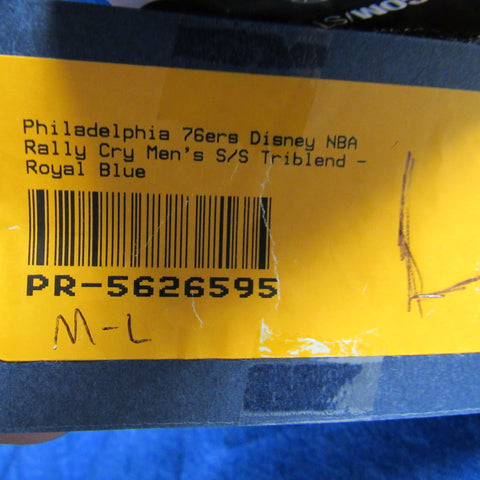 Philadelphia 76ers Disney NBA
Rally Cry Men's S/S Triblend -
Royal Blue
PR-5626595
M-L
L